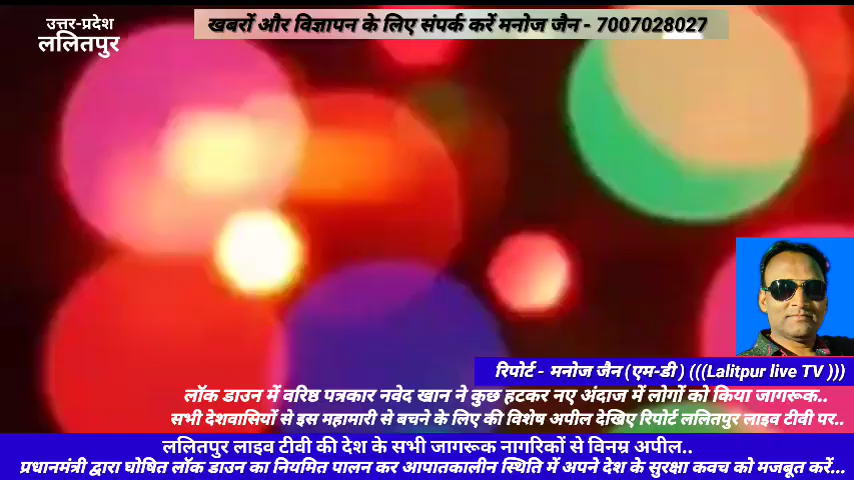 उत्तर-प्रदेश
ललितपुर
खबरों और विज्ञापन के लिए संपर्क करें मनोज जैन - 7007028027
रिपोर्ट - मनोज जैन (एम-डी) (((Lalitpur live TV )))
लॉक डाउन में वरिष्ठ पत्रकार नवेद खान ने कुछ हटकर नए अंदाज में लोगों को किया जागरूक..
सभी देशवासियों से इस महामारी से बचने के लिए की विशेष अपील देखिए रिपोर्ट ललितपुर लाइव टीवी पर..
ललितपुर लाइव टीवी की देश के सभी जागरूक नागरिकों से विनम्र अपील..
प्रधानमंत्री द्वारा घोषित लॉक डाउन का नियमित पालन कर आपातकालीन स्थिति में अपने देश के सुरक्षा कवच को मजबूत करें...